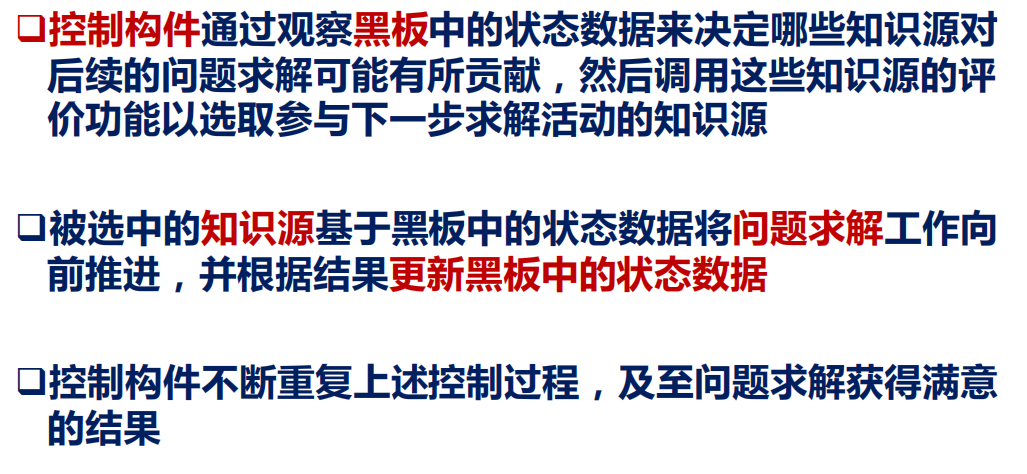 ❑控制构件通过观察黑板中的状态数据来决定哪些知识源对
后续的问题求解可能有所贡献，然后调用这些知识源的评
价功能以选取参与下一步求解活动的知识源
❑被选中的知识源基于黑板中的状态数据将问题求解工作向
前推进，并根据结果更新黑板中的状态数据
❑控制构件不断重复上述控制过程，及至问题求解获得满意
的结果